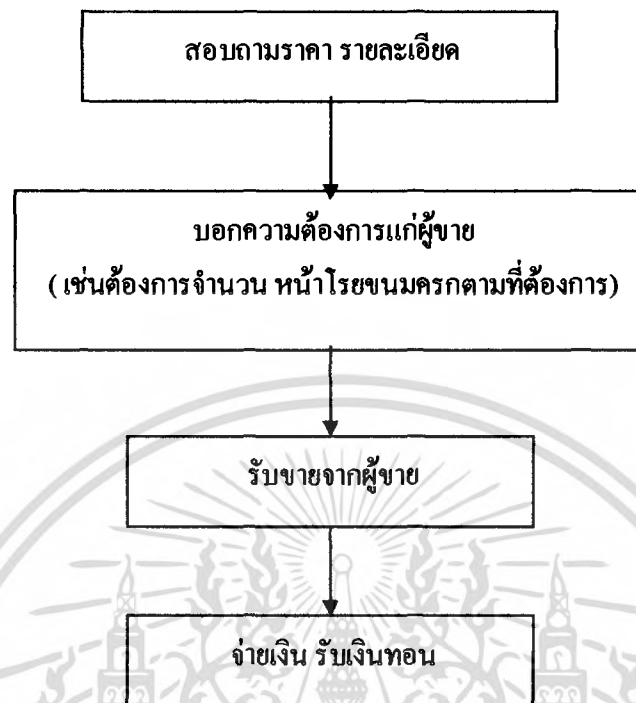 สอบถามราคา รายละเอียด
บอกความต้องการแก่ผู้ขาย
( เช่นต้องการจำนวน หน้าโรยขนมครกตามที่ต้องการ)
รับขายจากผู้ขาย
จ่ายเงิน รับเงินทอน